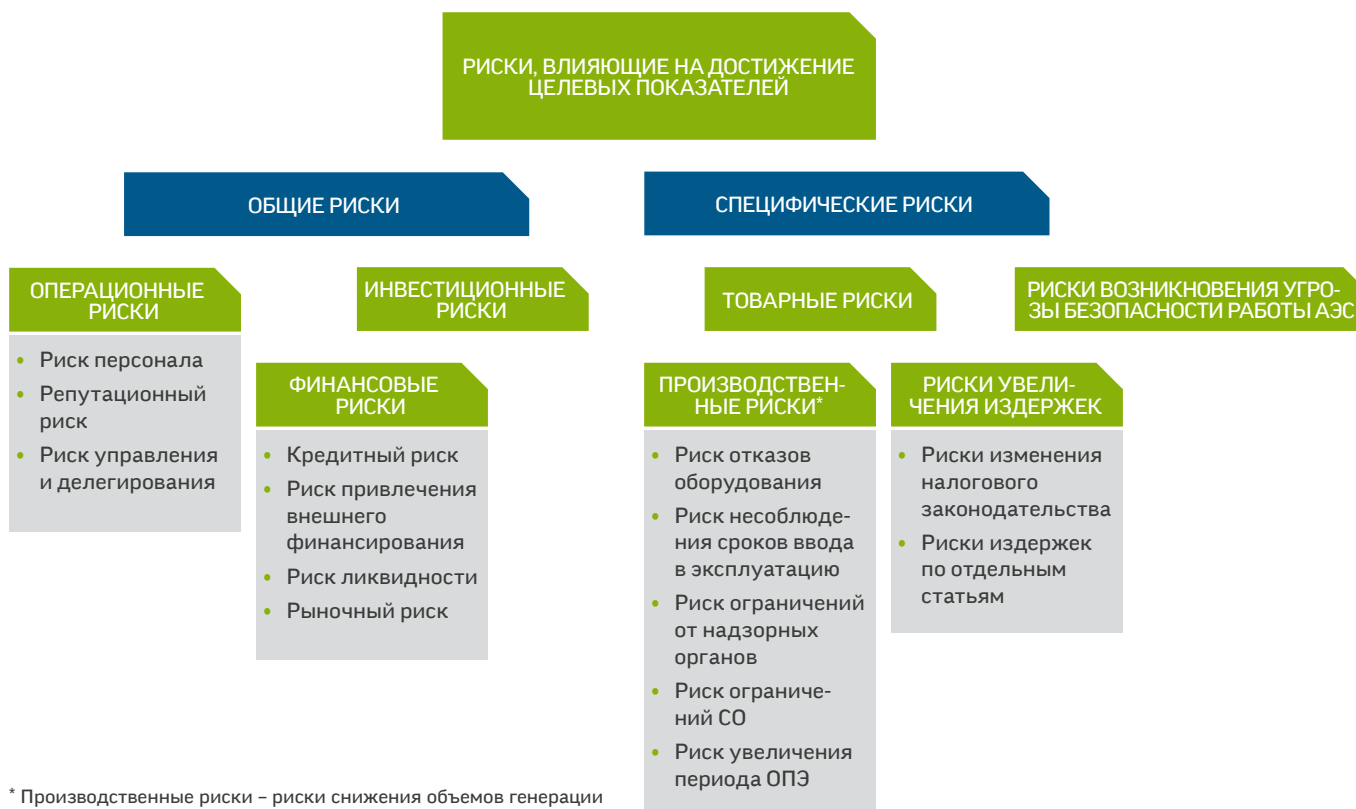 РИСКИ, ВЛИЯЮЩИЕ НА ДОСТИЖЕНИЕ
ЦЕЛЕВЫХ ПОКАЗАТЕЛЕЙ
ОБЩИЕ РИСКИ
СПЕЦИФИЧЕСКИЕ РИСКИ
ОПЕРАЦИОННЫЕ
РИСКИ
• Риск персонала
• Репутационный
риск
• Риск управления
и делегирования
ИНВЕСТИЦИОННЫЕ
РИСКИ
ФИНАНСОВЫЕ
РИСКИ
• Кредитный риск
• Риск привлечения
внешнего
финансирования
• Риск ликвидности
• Рыночный риск
ТОВАРНЫЕ РИСКИ
РИСКИ ВОЗНИКНОВЕНИЯ УГРО-
ЗЫ БЕЗОПАСНОСТИ РАБОТЫ АЭС
ПРОИЗВОДСТВЕН-
НЫЕ РИСКИ*
• Риск отказов
оборудования
• Риск несоблюде-
ния сроков ввода
в эксплуатацию
• Риск ограничений
от надзорных
органов
• Риск ограниче-
ний СО
• Риск увеличения
периода ОПЭ
РИСКИ УВЕЛИ-
ЧЕНИЯ ИЗДЕРЖЕК
• Риски изменения
налогового
законодательства
• Риски издержек
по отдельным
статьям
* Производственные риски – риски снижения объемов генерации